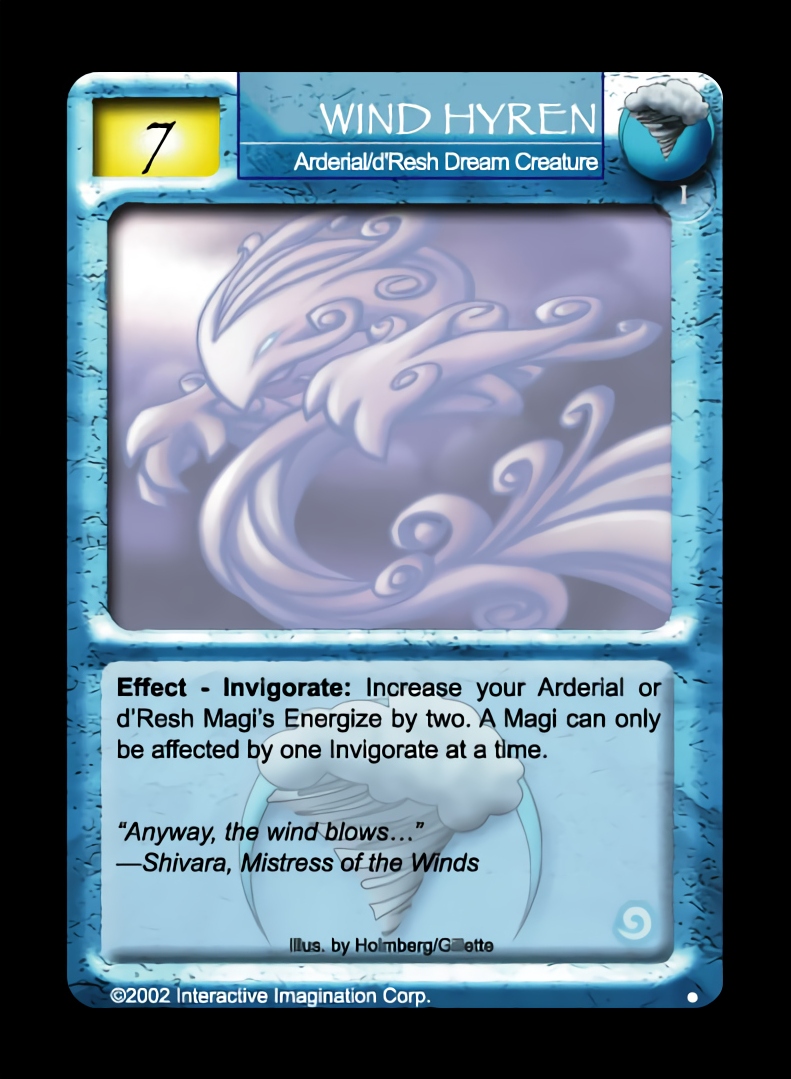 7
WIND HYREN
Arderial/d'Resh Dream Creature
I
Effect - Invigorate: Increase your Arderial or
d'Resh Magi's Energize by two. A Magi can only
be affected by one Invigorate at a time.
“Anyway, the wind blows…”
—Shivara, Mistress of the Winds
Illus. by Holmberg/Gillette
©2002 Interactive Imagination Corp.